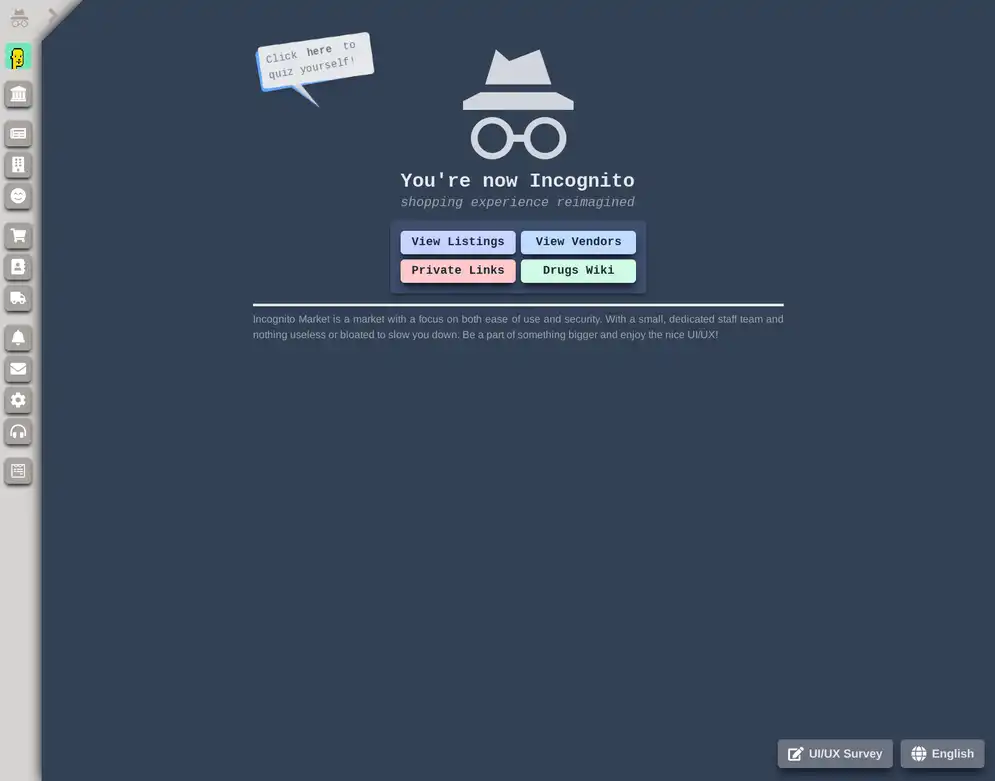 Click here to
quiz yourself!
You're now Incognito
shopping experience reimagined
View Listings
View Vendors
Private Links
Drugs Wiki
Incognito Market is a market with a focus on both ease of use and security. With a small, dedicated staff team and
nothing useless or bloated to slow you down. Be a part of something bigger and enjoy the nice UI/UX!
UI/UX Survey
English